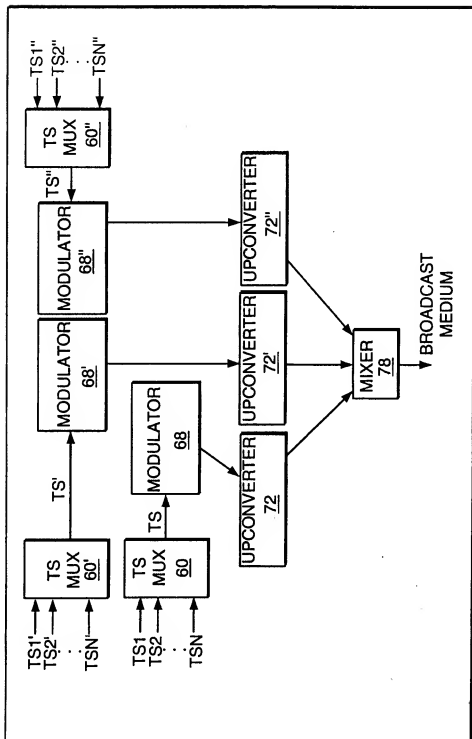 TS1"
TS2"
TSN"
TS
MUX
60"
TS"
MODULATOR
68"
MODULATOR
68'
UPCONVERTER
72"
UPCONVERTER
72'
UPCONVERTER
72
MIXER
78
BROADCAST
MEDIUM
MODULATOR
68
TS'
TS
TS
MUX
60'
TS
MUX
60
TS1'
TS2'
TSN'
TS1
TS2
TSN